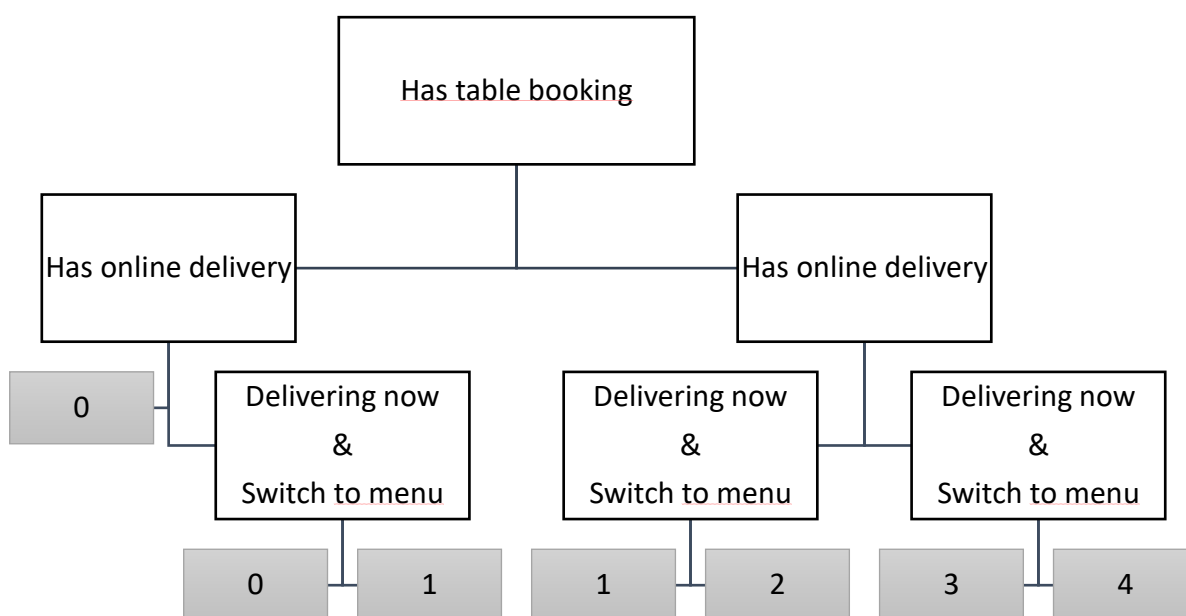 Has table booking
Has online delivery
Has online delivery
0
Delivering now
&
Switch to menu
Delivering now
&
Switch to menu
Delivering now
&
Switch to menu
0
1
1
2
3
4